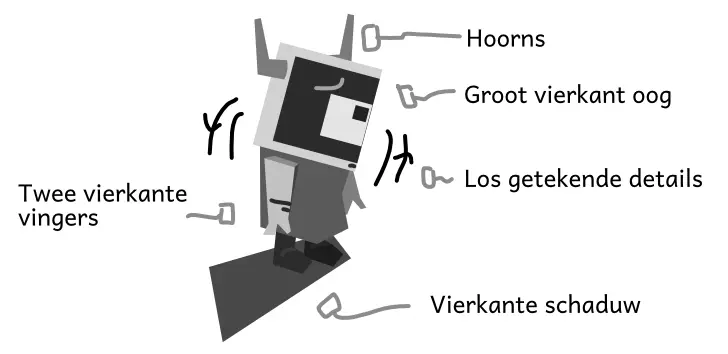 Hoorns
Groot vierkant oog
Los getekende details
Twee vierkante
vingers
Vierkante schaduw